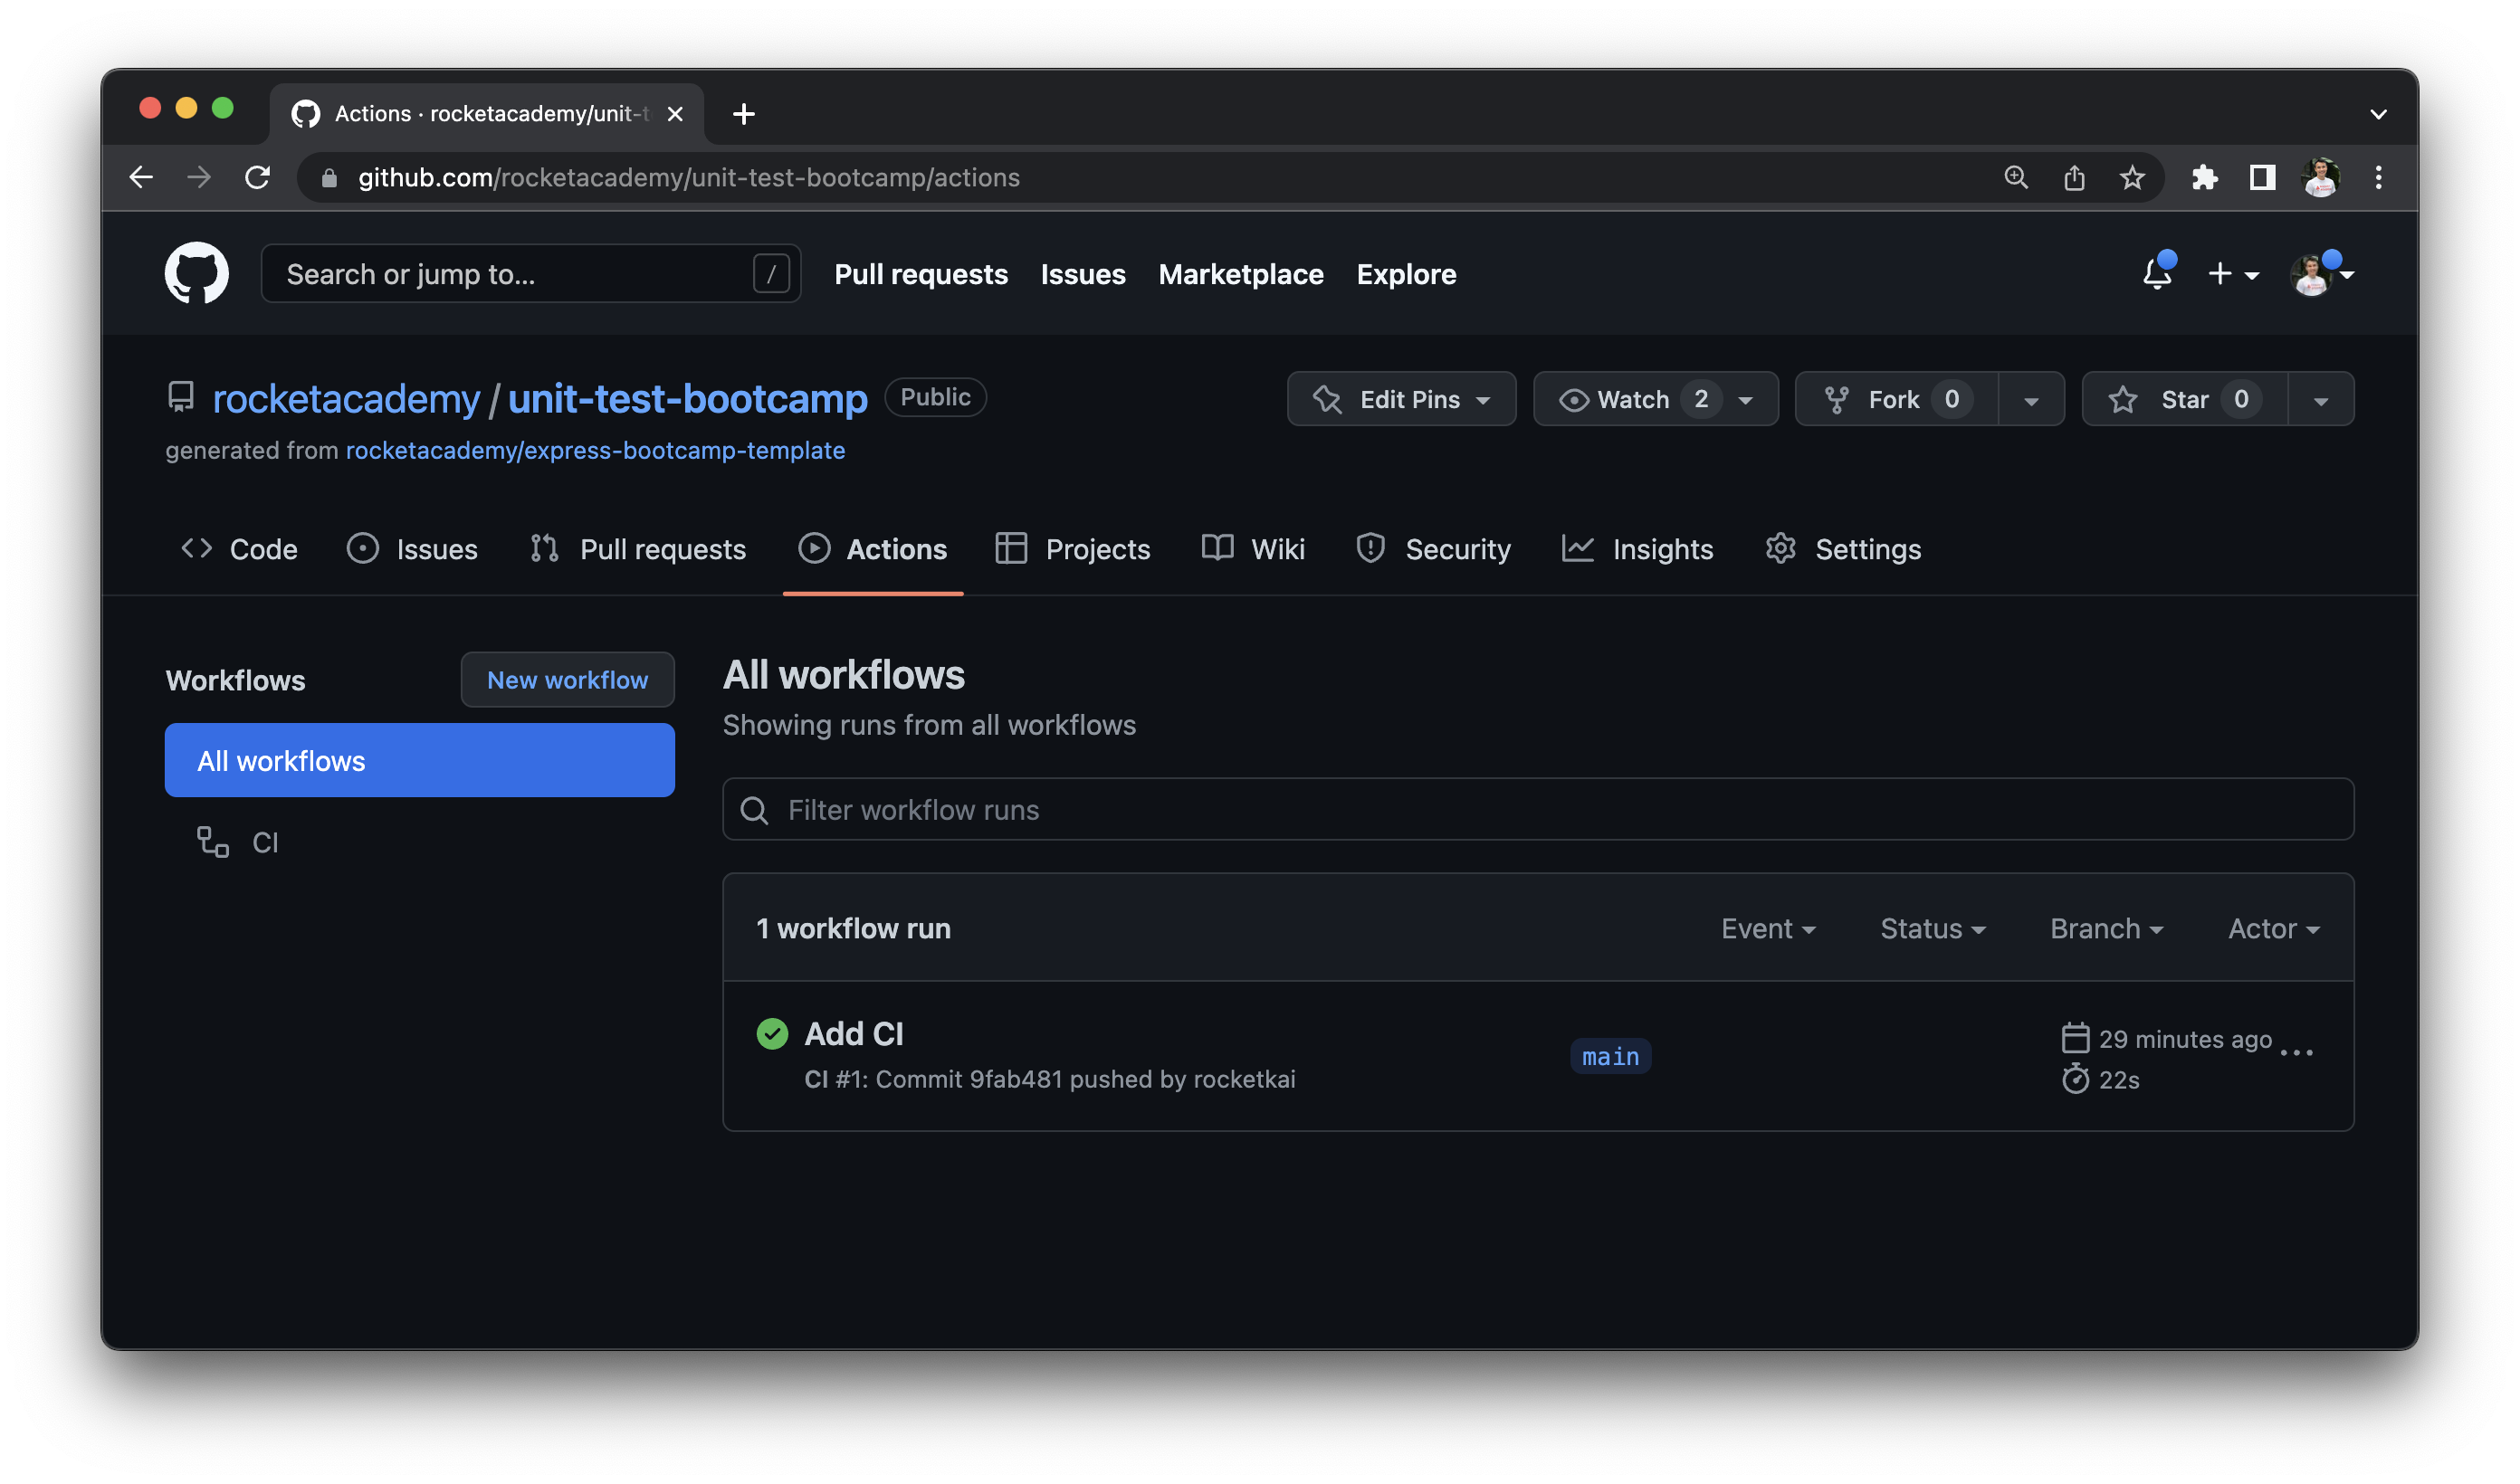 Actions · rocketacademy/unit-t
github.com/rocketacademy/unit-test-bootcamp/actions
Search or jump to... /
Pull requests
Issues
Marketplace
Explore
rocketacademy / unit-test-bootcamp Public
Edit Pins
Watch 2
Fork 0
Star 0
generated from rocketacademy/express-bootcamp-template
Code
Issues
Pull requests
Actions
Projects
Wiki
Security
Insights
Settings
Workflows
New workflow
All workflows
CI
All workflows
Showing runs from all workflows
Filter workflow runs
1 workflow run
Event
Status
Branch
Actor
Add CI
CI #1: Commit 9fab481 pushed by rocketkai
main
29 minutes ago
22s